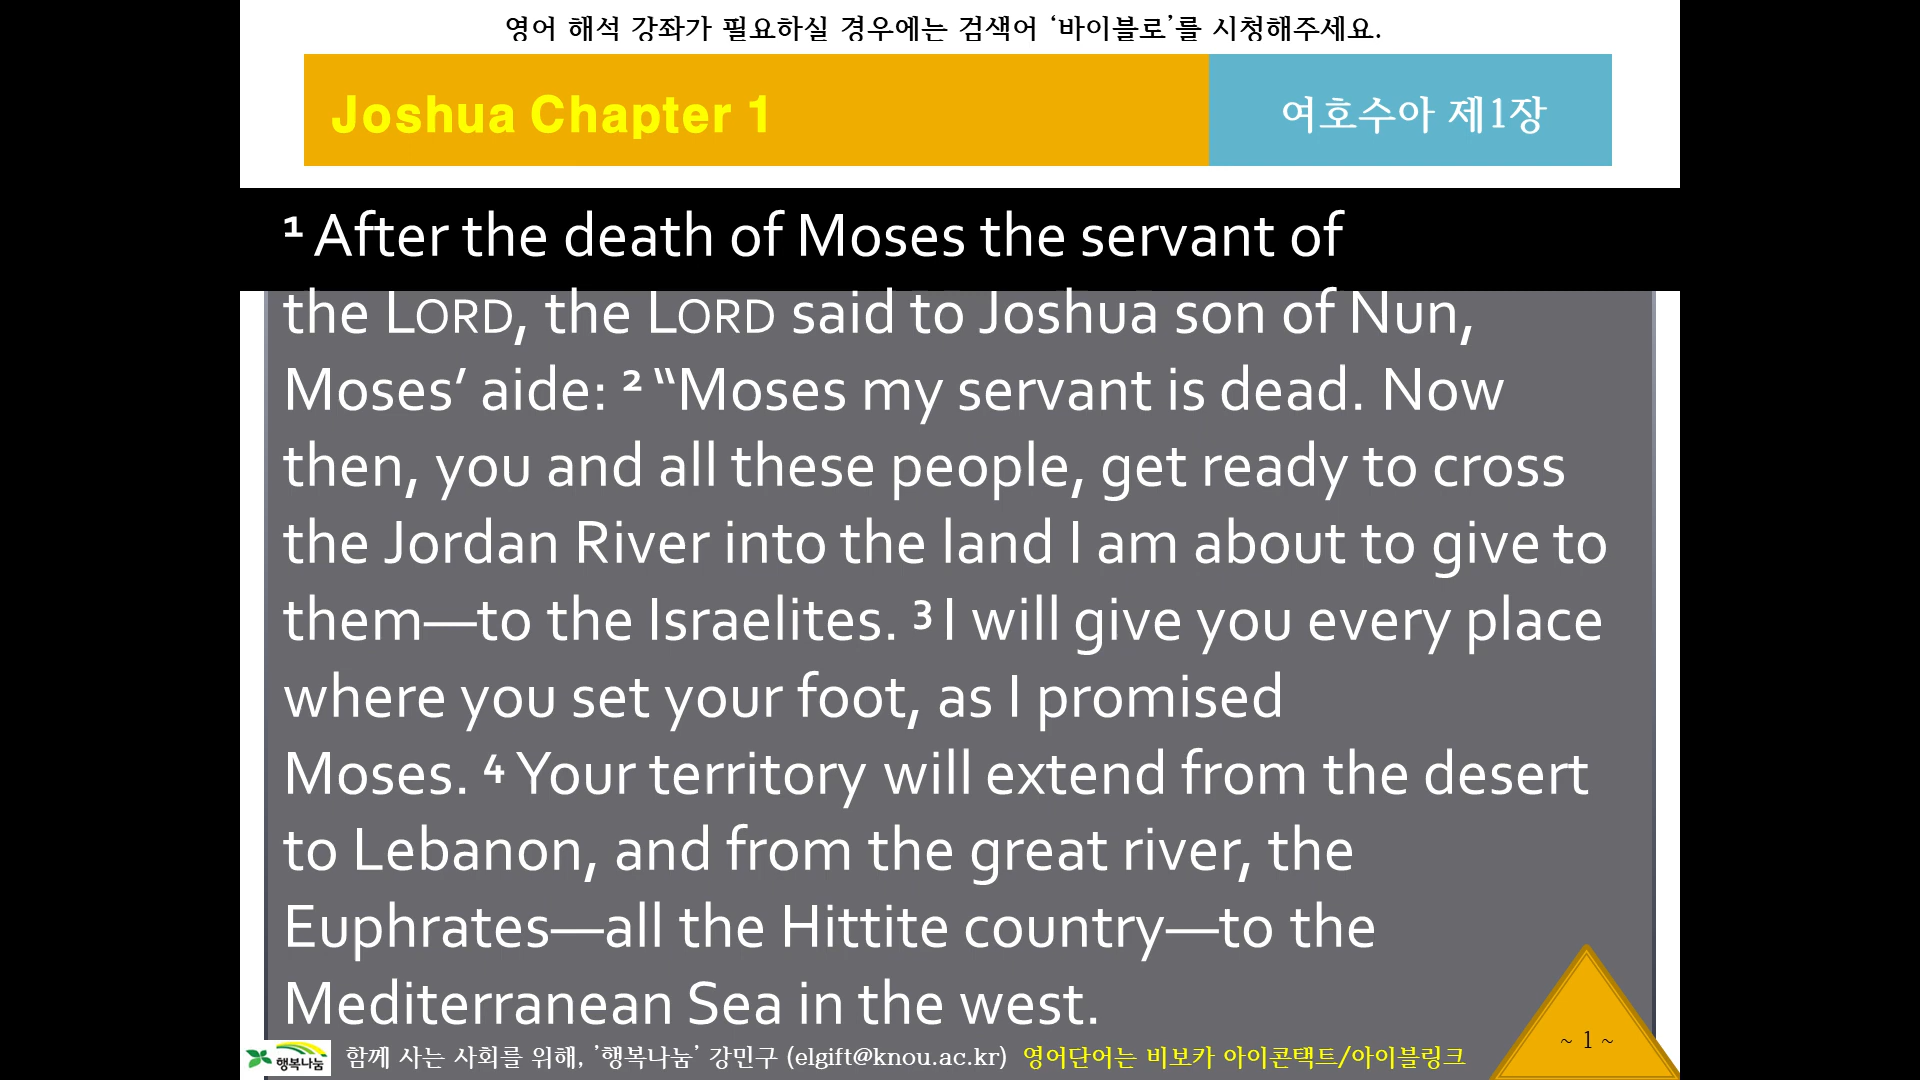 영어 해석 강좌가 필요하실 경우에는 검색어 ‘바이블로’를 시청해주세요.
Joshua Chapter 1
여호수아 제1장
¹ After the death of Moses the servant of
the LORD, the LORD said to Joshua son of Nun,
Moses’ aide: ² “Moses my servant is dead. Now
then, you and all these people, get ready to cross
the Jordan River into the land I am about to give to
them—to the Israelites. ³ I will give you every place
where you set your foot, as I promised
Moses. ⁴ Your territory will extend from the desert
to Lebanon, and from the great river, the
Euphrates—all the Hittite country—to the
Mediterranean Sea in the west.
~ 1 ~
행복나눔
함께 사는 사회를 위해, ’행복나눔’ 강민구 (elgift@knou.ac.kr) 영어단어는 비보카 아이콘택트/아이블링크